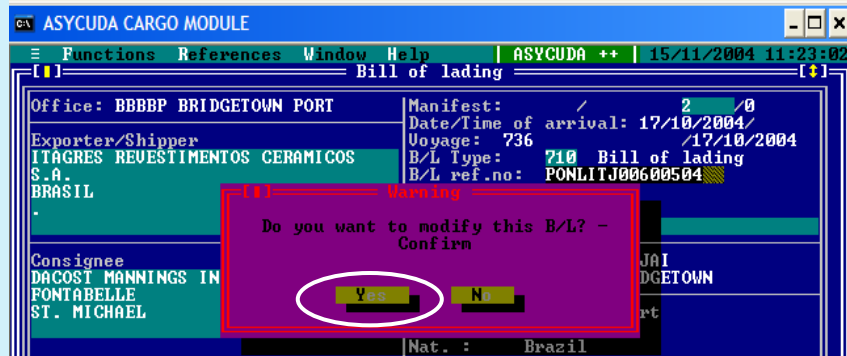 ASYCUDA CARGO MODULE
≡ Functions References Window Help | ASYCUDA ++ | 15/11/2004 11:23:02
Bill of lading
Office: BBBBP BRIDGETOWN PORT
Exporter/Shipper
ITAGRES REVESTIMENTOS CERAMICOS
S.A.
BRASIL
.
Consignee
DACOST MANNINGS IN
FONTABELLE
ST. MICHAEL
Manifest: / 2 /0
Date/Time of arrival: 17/10/2004/
Voyage: 736 /17/10/2004
B/L Type: 710 Bill of lading
B/L ref.no: PONLITJ00600504
JAI
DGETOWN
rt
Nat. : Brazil
Warning
Do you want to modify this B/L? -
Confirm
Yes No